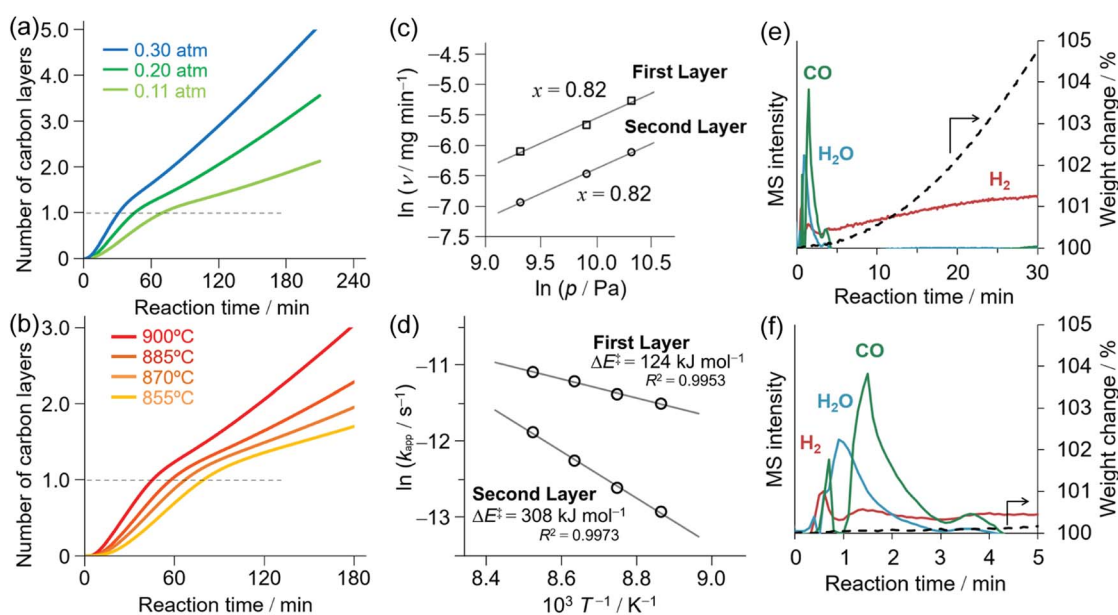 (a)
5.0
4.0
3.0
2.0
1.0
0
Number of carbon layers
0.30 atm
0.20 atm
0.11 atm
0 60 120 180 240
Reaction time / min
(b)
3.0
2.0
1.0
0
Number of carbon layers
900ºC
885ºC
870ºC
855ºC
0 60 120 180
Reaction time / min
(c)
−4.5
−5.0
−5.5
−6.0
−6.5
−7.0
−7.5
ln (ν / mg min⁻¹)
First Layer
x = 0.82
Second Layer
x = 0.82
9.0 9.5 10.0 10.5
ln (p / Pa)
(d)
−11
−12
−13
ln (kapp / s⁻¹)
First Layer
ΔE‡‡ = 124 kJ mol⁻¹
R² = 0.9953
Second Layer
ΔE‡‡ = 308 kJ mol⁻¹
R² = 0.9973
8.4 8.6 8.8 9.0
10³ T⁻¹ / K⁻¹
(e)
MS intensity
CO
H₂O
H₂
105
104
103
102
101
100
Weight change / %
0 10 20 30
Reaction time / min
(f)
MS intensity
CO
H₂O
H₂
105
104
103
102
101
100
Weight change / %
0 1 2 3 4 5
Reaction time / min